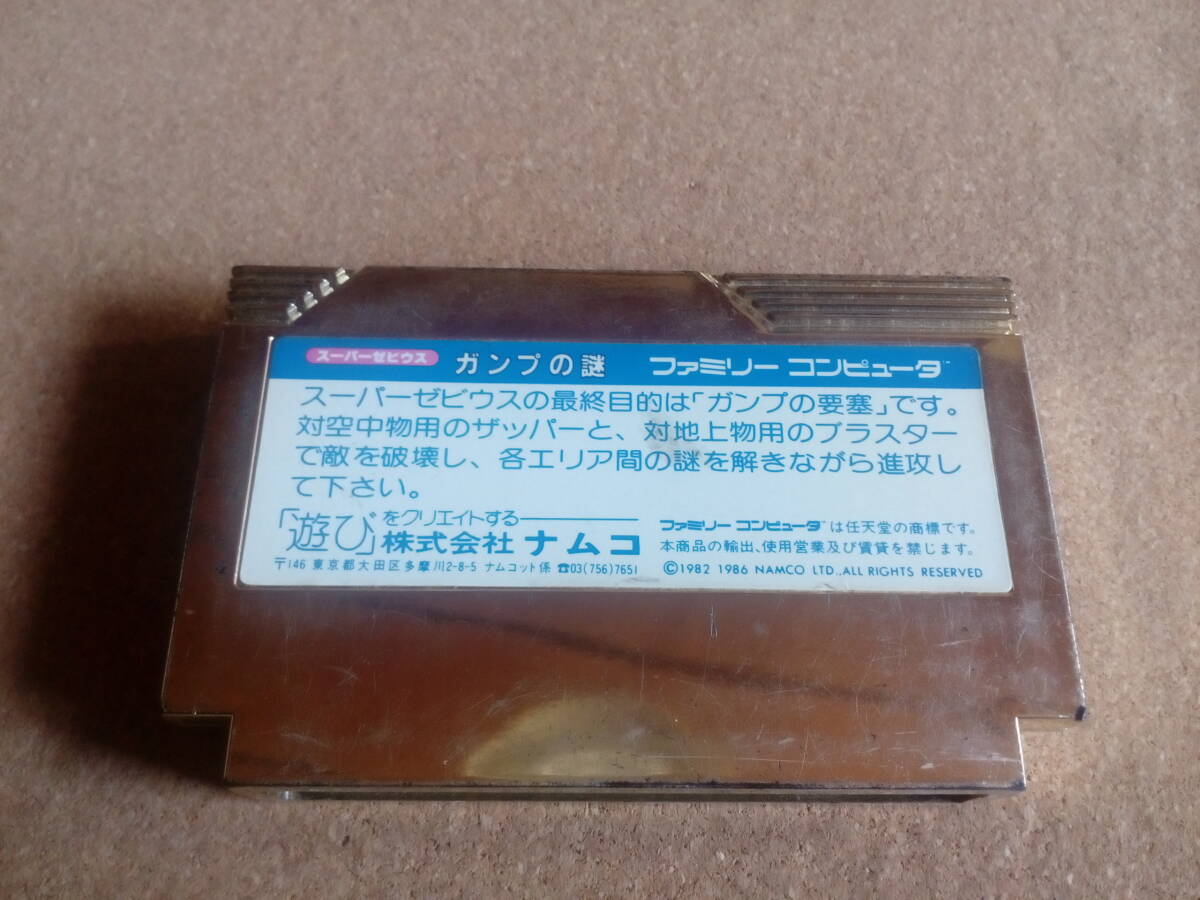 スーパーゼビウス ガンプの謎 ファミリー コンピュータ™
スーパーゼビウスの最終目的は「ガンプの要塞」です。
対空中物用のザッパーと、対地上物用のブラスター
で敵を破壊し、各エリア間の謎を解きながら進攻し
て下さい。
「遊び」をクリエイトする
株式会社 ナムコ
〒146 東京都大田区多摩川2-8-5 ナムコット係 ☎03(756)7651
ファミリー コンピュータ™は任天堂の商標です。
本商品の輸出、使用営業及び賃貸を禁じます。
©1982 1986 NAMCO LTD.,ALL RIGHTS RESERVED